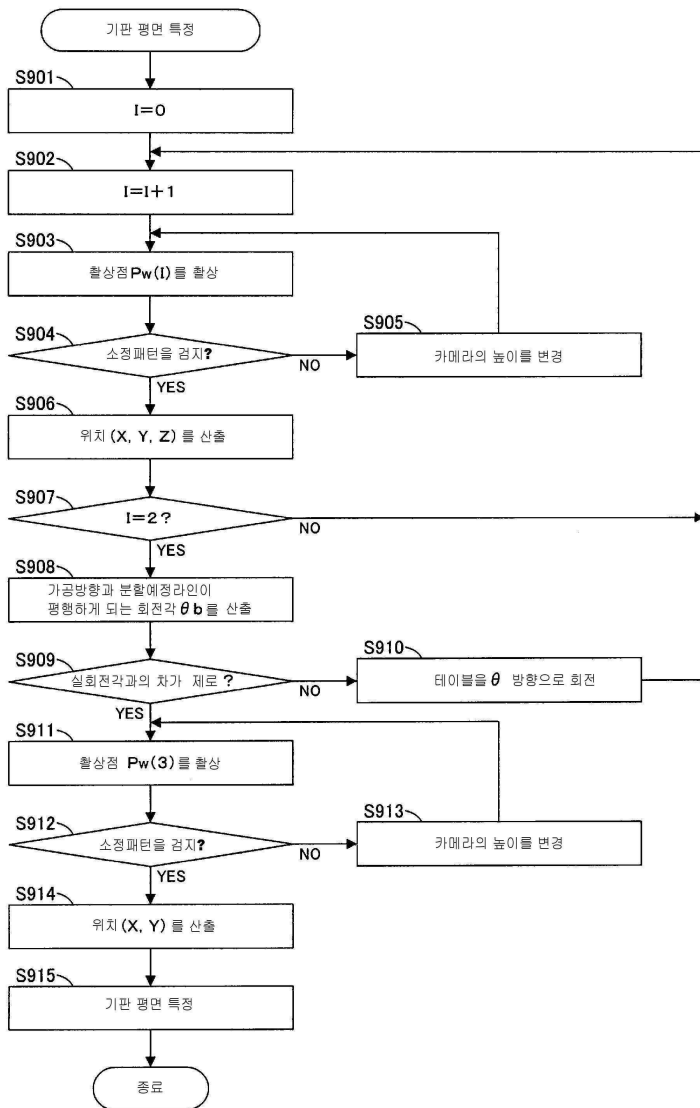 기판 평면 특정
S901
I=0
S902
I=I+1
S903
촬상점 Pw(I)를 촬상
S904
소정패턴을 검지?
NO
S905
카메라의 높이를 변경
YES
S906
위치 (X, Y, Z) 를 산출
S907
I=2 ?
NO
YES
S908
가공방향과 분할예정라인이
평행하게 되는 회전각 θb 를 산출
S909
실회전각과의 차가 제로 ?
NO
S910
테이블을 θ 방향으로 회전
YES
S911
촬상점 Pw(3)를 촬상
S912
소정패턴을 검지?
NO
S913
카메라의 높이를 변경
YES
S914
위치 (X, Y) 를 산출
S915
기판 평면 특정
종료